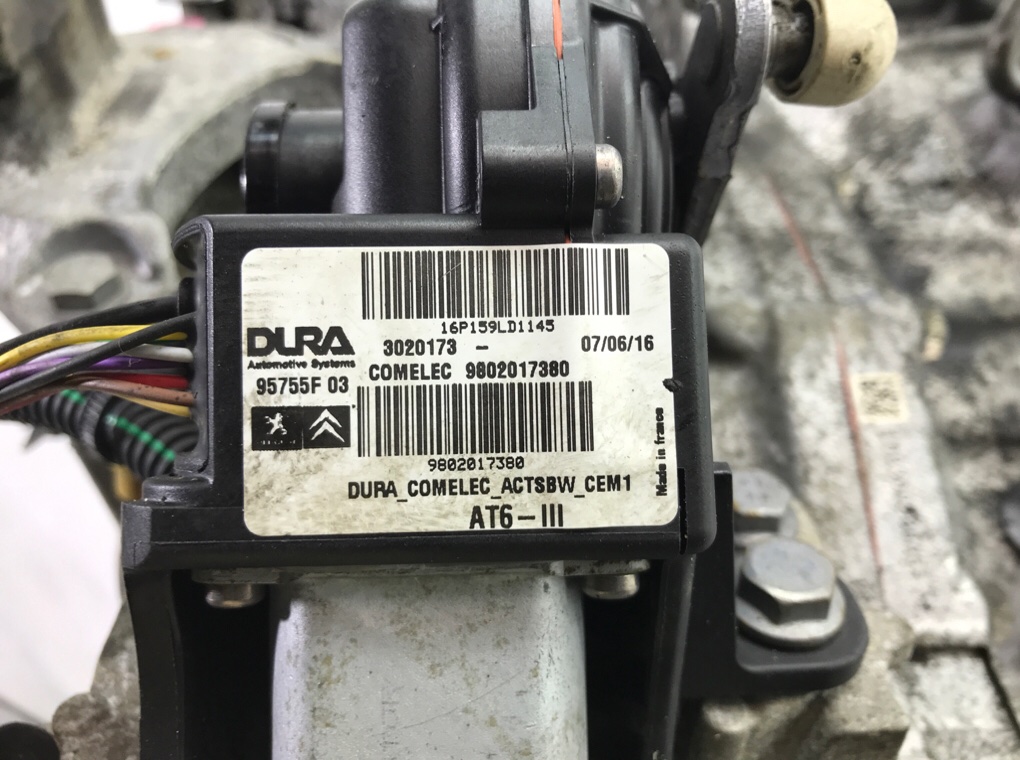 16P159LD1145
DURA
Automotive Systems
3020173 -
07/06/16
COMELEC 9802017380
95755F 03
9802017380
DURA_COMELEC_ACTSBW_CEM1
AT6-III
Made in france